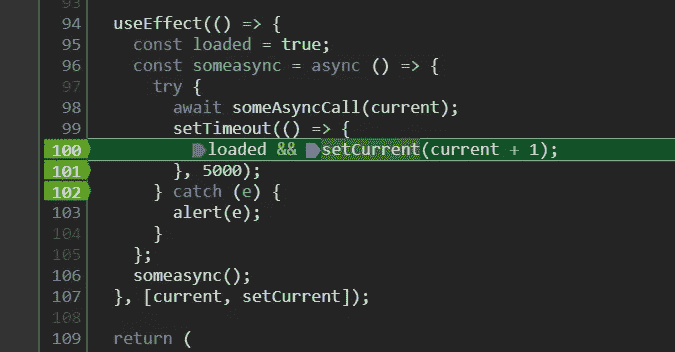 93
94 useEffect(() => {
95 const loaded = true;
96 const someasync = async () => {
97 try {
98 await someAsyncCall(current);
99 setTimeout(() => {
100 loaded && setCurrent(current + 1);
101 }, 5000);
102 } catch (e) {
103 alert(e);
104 }
105 };
106 someasync();
107 }, [current, setCurrent]);
108
109 return (